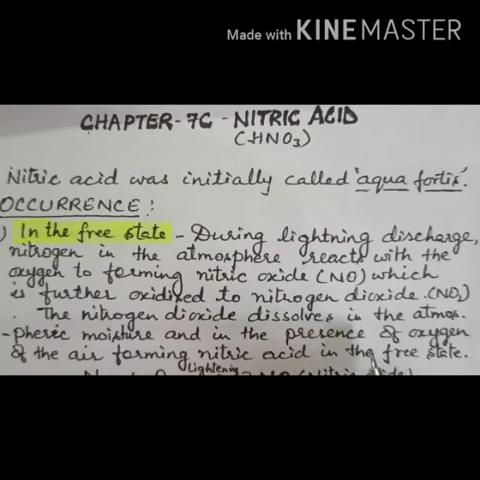 Made with KINEMASTER
CHAPTER-7C - NITRIC ACID
(HNO3)
Nitric acid was initially called 'aqua fortis'.
OCCURRENCE:
) In the free state - During lightning discharge,
nitrogen in the atmosphere reacts with the
oxygen to forming nitric oxide (NO) which
is further oxidized to nitrogen dioxide.(NO2)
. The nitrogen dioxide dissolves in the atmos-
-pheric moisture and in the presence of oxygen
of the air forming nitric acid in the free state.
Lightening